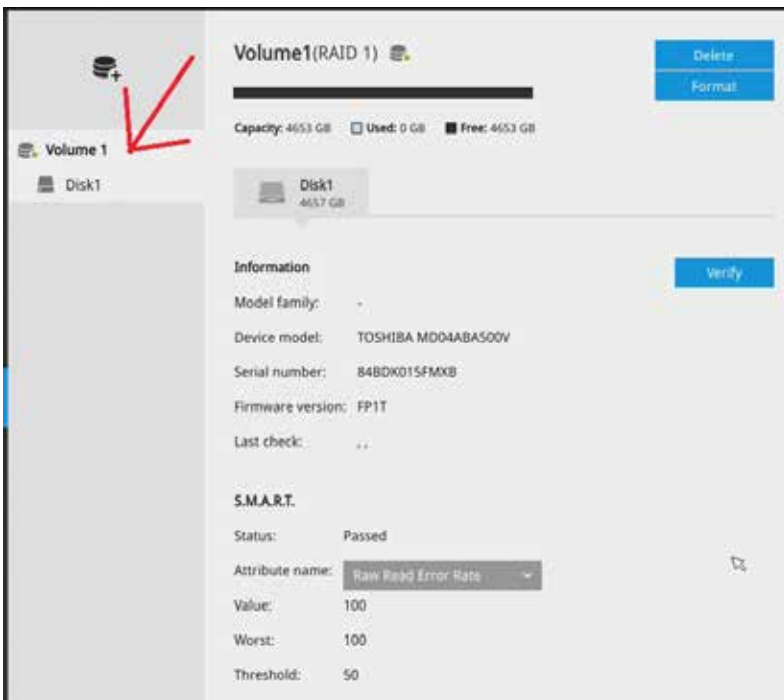 Volume1(RAID 1)
Delete
Format
Capacity: 4653 GB Used: 0 GB Free: 4653 GB
Volume 1
Disk1
Disk1
4657 GB
Information
Verify
Model family: -
Device model: TOSHIBA MD04ABA500V
Serial number: 84BDK015FMXB
Firmware version: FP1T
Last check: , ,
S.M.A.R.T.
Status: Passed
Attribute name: Raw Read Error Rate
Value: 100
Worst: 100
Threshold: 50